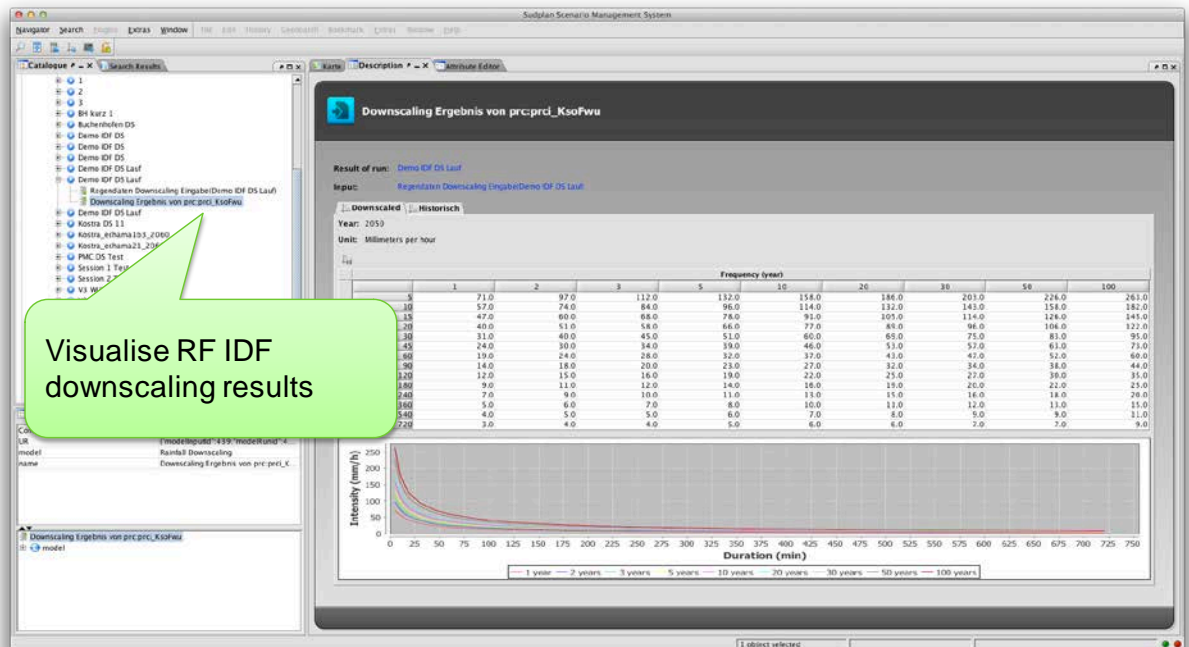 Sudplan Scenario Management System
Navigator Search Plugins Extras Window File Edit History Geosearch Bookmark Extras Window Help
Catalogue Search Results
Karte Description Attribute Editor
1
2
3
BH kurz 1
Buchenhofen DS
Demo IDF DS
Demo IDF DS
Demo IDF DS
Demo IDF DS Lauf
Demo IDF DS Lauf
Regendaten Downscaling Eingabe(Demo IDF DS Lauf)
Downscaling Ergebnis von prc:prci_KsoFwu
Demo IDF DS Lauf
Kostra DS 11
Kostra_echama1b3_2060
Kostra_echama21_206
PMC DS Test
Session 1 Test
Session 2
V3
Visualise RF IDF
downscaling results
UR {"modelInputId":439,"modelRunId":4...
model Rainfall Downscaling
name Downscaling Ergebnis von prc:prci_K...
Downscaling Ergebnis von prc:prci_KsoFwu
model
Downscaling Ergebnis von prc:prci_KsoFwu
Result of run: Demo IDF DS Lauf
Input: Regendaten Downscaling Eingabe(Demo IDF DS Lauf)
Downscaled Historisch
Year: 2050
Unit: Millimeters per hour
Frequency (year)
1 2 3 5 10 20 30 50 100
5 71.0 97.0 112.0 132.0 158.0 186.0 203.0 226.0 263.0
10 57.0 74.0 84.0 96.0 114.0 132.0 143.0 158.0 182.0
15 47.0 60.0 68.0 78.0 91.0 105.0 114.0 126.0 145.0
20 40.0 51.0 58.0 66.0 77.0 89.0 96.0 106.0 122.0
30 31.0 40.0 45.0 51.0 60.0 69.0 75.0 83.0 95.0
45 24.0 30.0 34.0 39.0 46.0 53.0 57.0 63.0 73.0
60 19.0 24.0 28.0 32.0 37.0 43.0 47.0 52.0 60.0
90 14.0 18.0 20.0 23.0 27.0 32.0 34.0 38.0 44.0
120 12.0 15.0 16.0 19.0 22.0 25.0 27.0 30.0 35.0
180 9.0 11.0 12.0 14.0 16.0 19.0 20.0 22.0 25.0
240 7.0 9.0 10.0 11.0 13.0 15.0 16.0 18.0 20.0
360 5.0 6.0 7.0 8.0 10.0 11.0 12.0 13.0 15.0
540 4.0 5.0 5.0 6.0 7.0 8.0 9.0 9.0 11.0
720 3.0 4.0 4.0 5.0 6.0 6.0 7.0 7.0 9.0
Intensity (mm/h)
250
200
150
100
50
0
0 25 50 75 100 125 150 175 200 225 250 275 300 325 350 375 400 425 450 475 500 525 550 575 600 625 650 675 700 725 750
Duration (min)
1 year 2 years 3 years 5 years 10 years 20 years 30 years 50 years 100 years
1 object selected